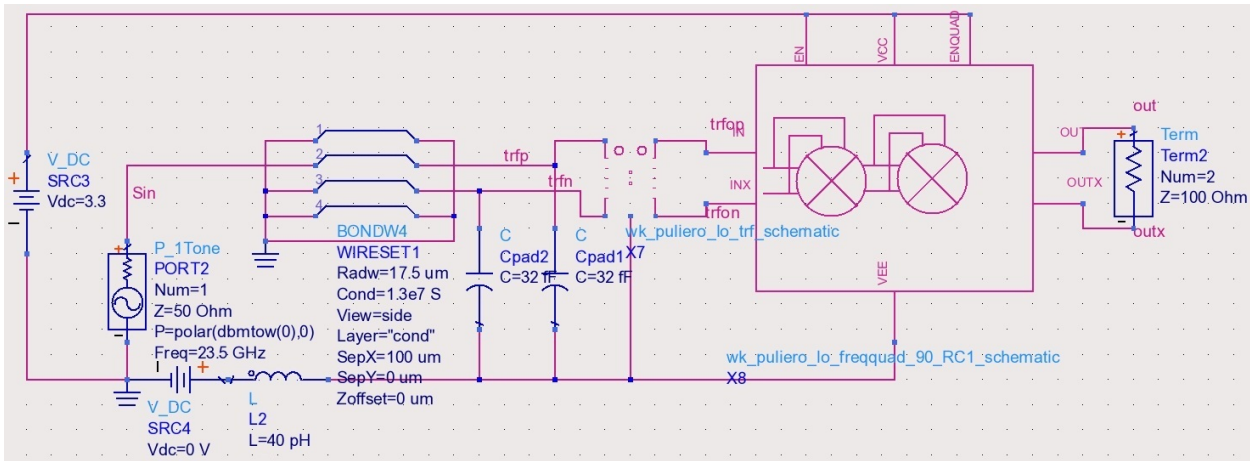 EN
VCC
ENQUAD
V_DC
SRC3
Vdc=3.3
Sin
P_1Tone
PORT2
Num=1
Z=50 Ohm
P=polar(dbmtow(0),0)
Freq=23.5 GHz
V_DC
SRC4
Vdc=0 V
L
L2
L=40 pH
1
2
3
4
BONDW4
WIRESET1
Radw=17.5 um
Cond=1.3e7 S
View=side
Layer="cond"
SepX=100 um
SepY=0 um
Zoffset=0 um
trfp
trfn
C
Cpad2
C=32 fF
C
Cpad1
C=32 fF
wk_puliero_lo_trf_schematic
X7
trfop
IN
INX
trfon
VEE
wk_puliero_lo_freqquad_90_RC1_schematic
X8
OUT
OUTX
out
outx
Term
Term2
Num=2
Z=100 Ohm